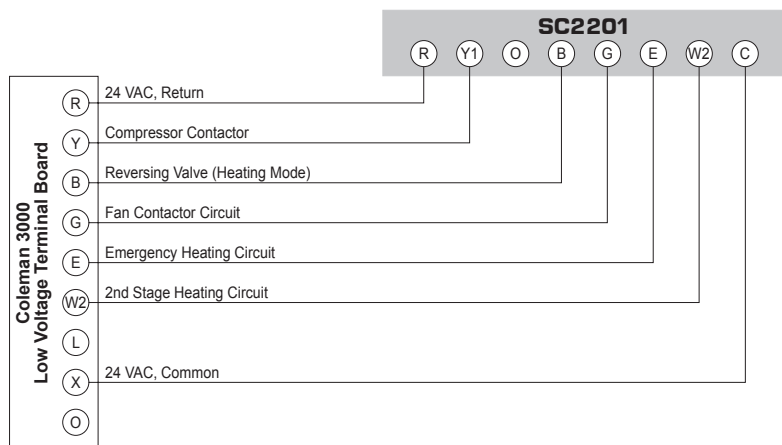 SC2201
R Y1 O B G E W2 C
Coleman 3000
Low Voltage Terminal Board
R 24 VAC, Return
Y Compressor Contactor
B Reversing Valve (Heating Mode)
G Fan Contactor Circuit
E Emergency Heating Circuit
W2 2nd Stage Heating Circuit
L
X 24 VAC, Common
O